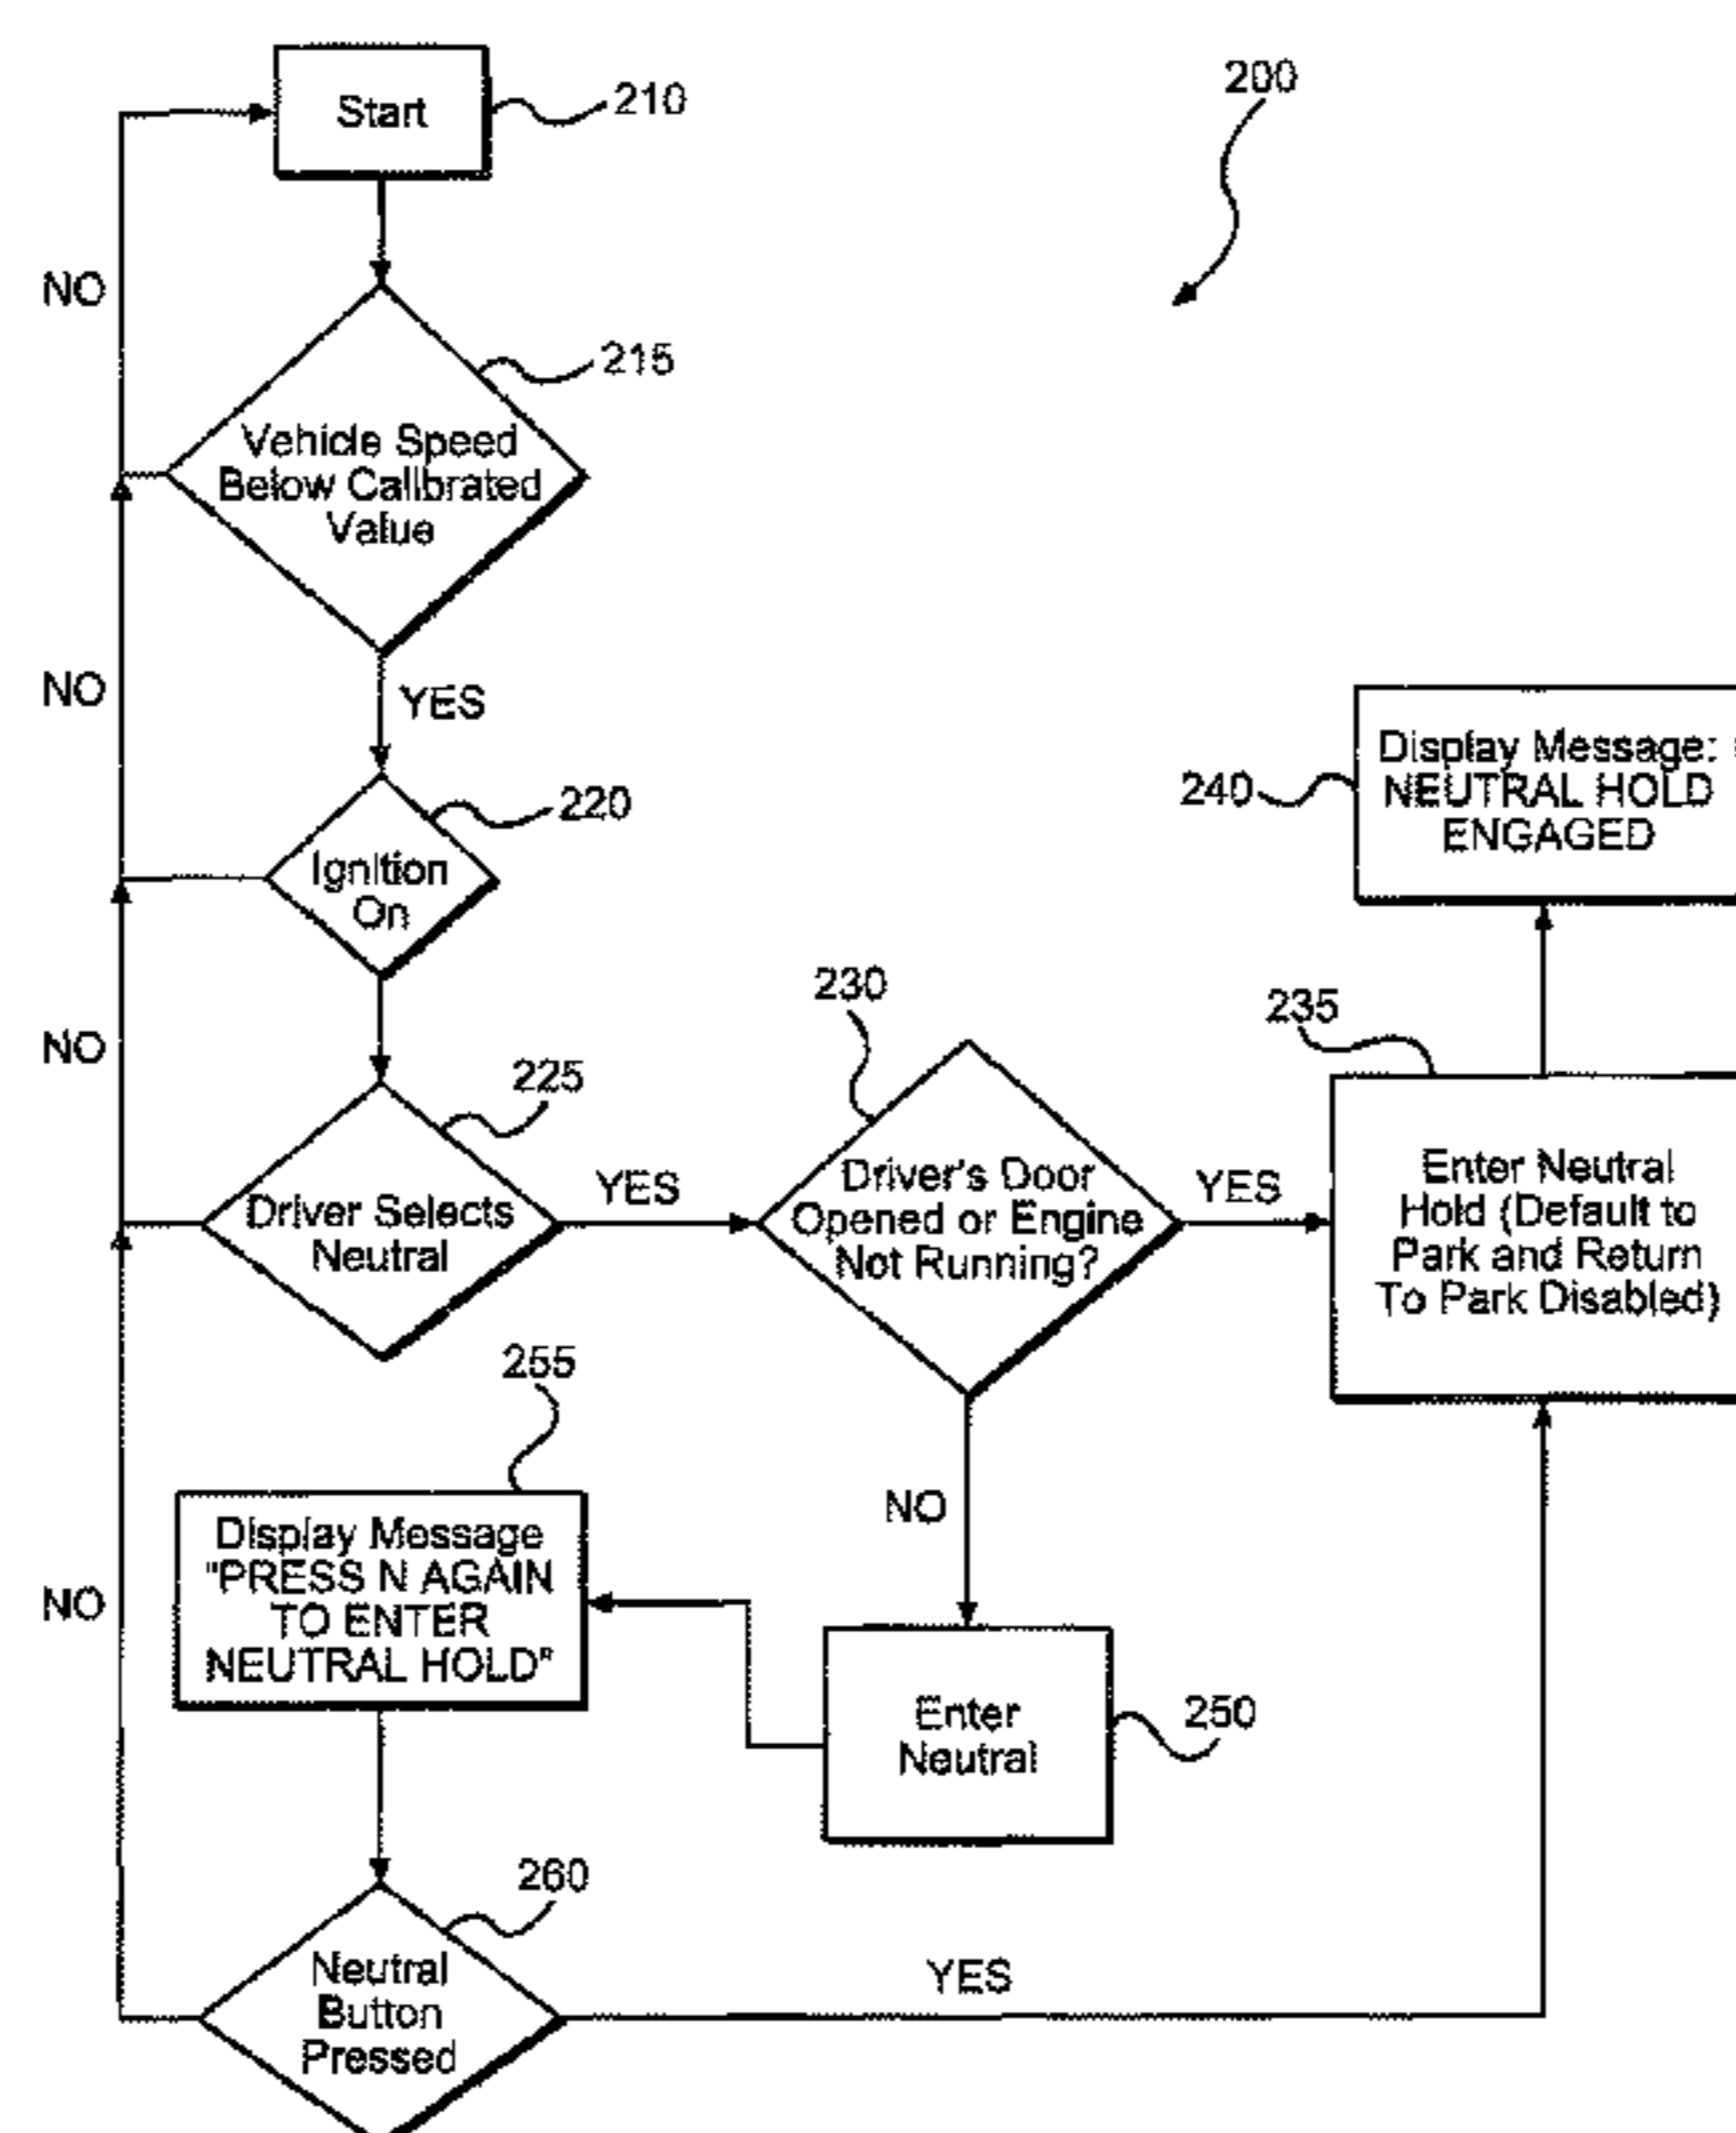 Start
210
200
NO
215
Vehicle Speed
Below Calibrated
Value
NO
YES
220
Ignition
On
240
Display Message:
NEUTRAL HOLD
ENGAGED
NO
225
Driver Selects
Neutral
YES
230
Driver's Door
Opened or Engine
Not Running?
YES
235
Enter Neutral
Hold (Default to
Park and Return
To Park Disabled)
NO
255
Display Message
"PRESS N AGAIN
TO ENTER
NEUTRAL HOLD"
NO
Enter
Neutral
250
260
Neutral
Button
Pressed
YES